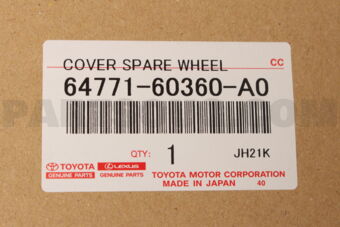 COVER SPARE WHEEL CC
64771-60360-A0
QTY: 1 JH21K
TOYOTA LEXUS
GENUINE PARTS GENUINE PARTS
TOYOTA MOTOR CORPORATION
MADE IN JAPAN 40